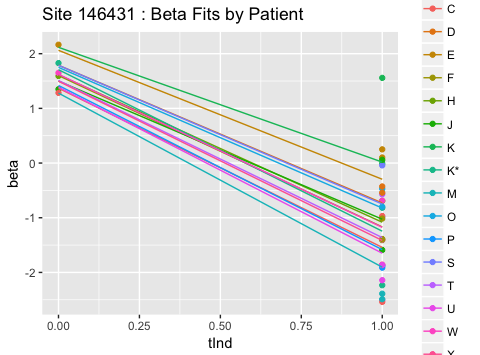 Site 146431 : Beta Fits by Patient
beta
2
1
0
-1
-2
0.00 0.25 0.50 0.75 1.00
tInd
C
D
E
F
H
J
K
K*
M
O
P
S
T
U
W